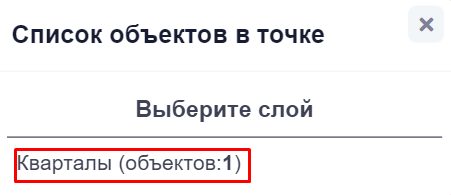 Список объектов в точке
Выберите слой
Кварталы (объектов:1)